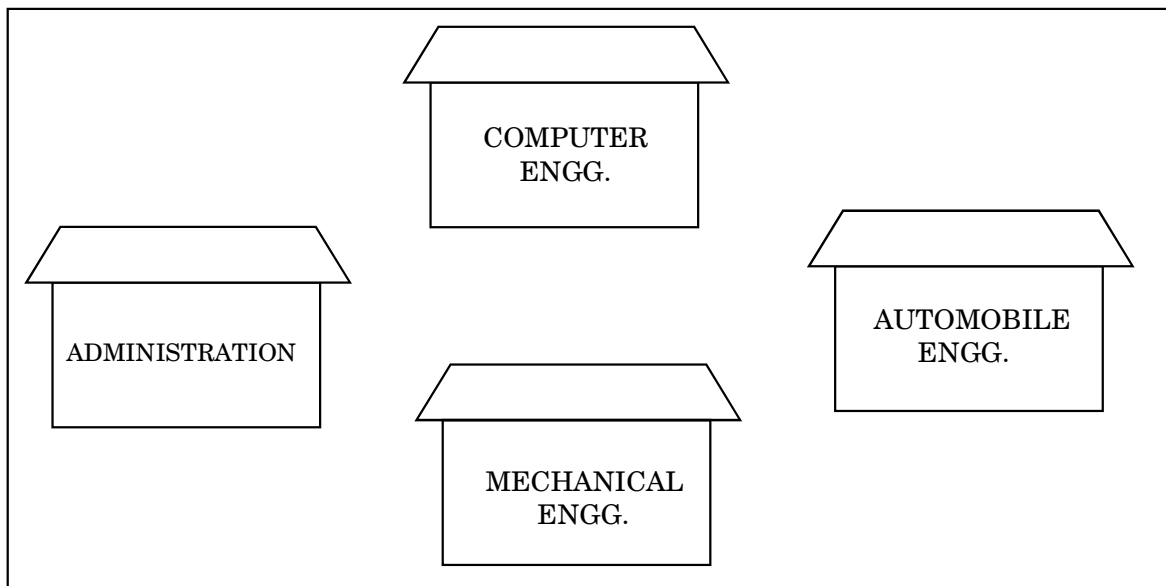 COMPUTER
ENGG.
ADMINISTRATION
AUTOMOBILE
ENGG.
MECHANICAL
ENGG.